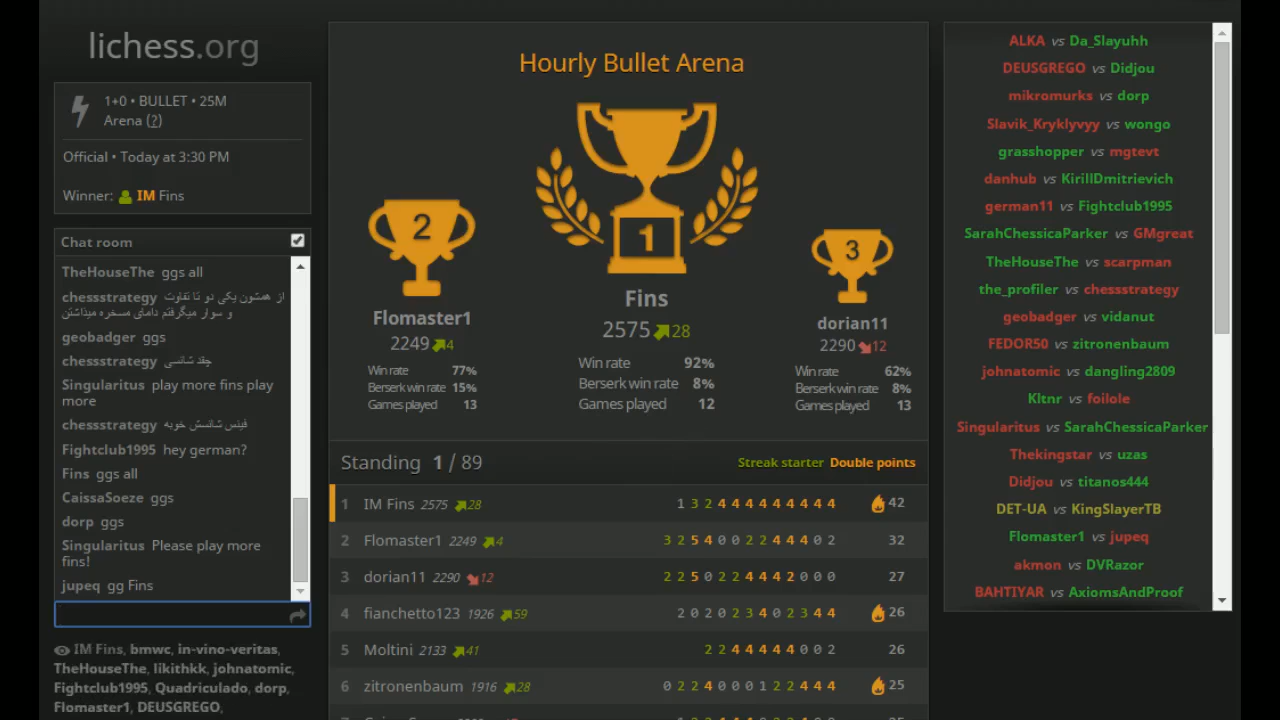 lichess.org
1+0 • BULLET • 25M
Arena (?)
Official • Today at 3:30 PM
Winner: IM Fins
Chat room
TheHouseThe ggs all
chessstrategy از همشون یکی دو تا تفاوت
و سوار میگرفتم دامای مسخره میذاشتن
geobadger ggs
chessstrategy چقد شانسی
Singularitus play more fins play
more
chessstrategy فینس شانسش خوبه
Fightclub1995 hey german?
Fins ggs all
CaissaSoeze ggs
dorp ggs
Singularitus Please play more
fins!
jupeq gg Fins
IM Fins, bmwc, in-vino-veritas,
TheHouseThe, likithkk, johnatomic,
Fightclub1995, Quadriculado, dorp,
Flomaster1, DEUSGREGO,
Hourly Bullet Arena
2
1
3
Flomaster1
2249 4
Win rate 77%
Berserk win rate 15%
Games played 13
Fins
2575 28
Win rate 92%
Berserk win rate 8%
Games played 12
dorian11
2290 12
Win rate 62%
Berserk win rate 8%
Games played 13
Standing 1 / 89
Streak starter Double points
1 IM Fins 2575 28 1 3 2 4 4 4 4 4 4 4 4 4 42
2 Flomaster1 2249 4 3 2 5 4 0 0 2 2 4 4 4 0 2 32
3 dorian11 2290 12 2 2 5 0 2 2 4 4 4 2 0 0 0 27
4 fianchetto123 1926 59 2 0 2 0 2 3 4 0 2 3 4 4 26
5 Moltini 2133 41 2 2 4 4 4 4 4 0 0 2 26
6 zitronenbaum 1916 28 0 2 2 4 0 0 0 1 2 2 4 4 4 25
ALKA vs Da_Slayuhh
DEUSGREGO vs Didjou
mikromurks vs dorp
Slavik_Kryklyvyy vs wongo
grasshopper vs mgtevt
danhub vs KirillDmitrievich
german11 vs Fightclub1995
SarahChessicaParker vs GMgreat
TheHouseThe vs scarpman
the_profiler vs chessstrategy
geobadger vs vidanut
FEDOR50 vs zitronenbaum
johnatomic vs dangling2809
Kltnr vs foilole
Singularitus vs SarahChessicaParker
Thekingstar vs uzas
Didjou vs titanos444
DET-UA vs KingSlayerTB
Flomaster1 vs jupeq
akmon vs DVRazor
BAHTIYAR vs AxiomsAndProof